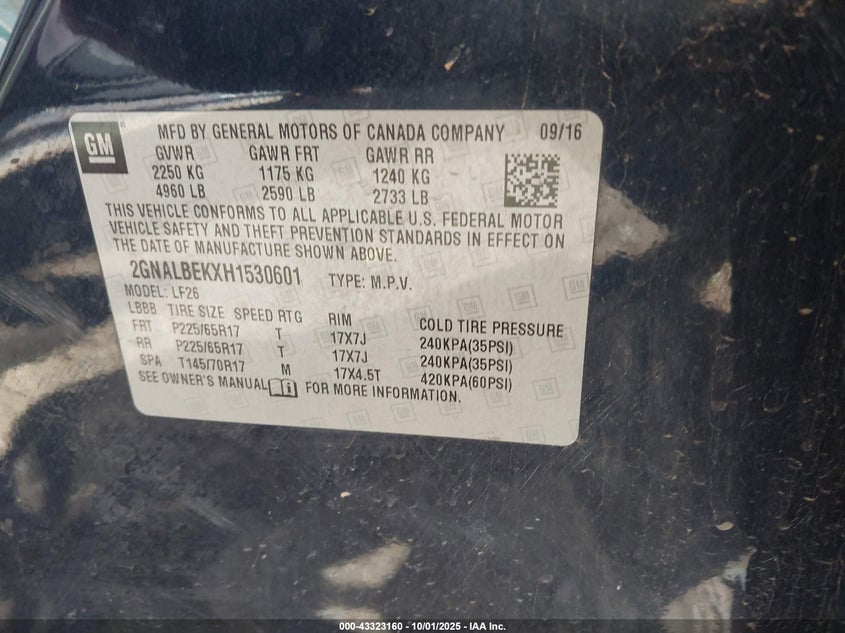 GM
MFD BY GENERAL MOTORS OF CANADA COMPANY 09/16
GVWR GAWR FRT GAWR RR
2250 KG 1175 KG 1240 KG
4960 LB 2590 LB 2733 LB
THIS VEHICLE CONFORMS TO ALL APPLICABLE U.S. FEDERAL MOTOR
VEHICLE SAFETY AND THEFT PREVENTION STANDARDS IN EFFECT ON
THE DATE OF MANUFACTURE SHOWN ABOVE.
2GNALBEKXH1530601 TYPE: M.P.V.
MODEL: LF26
LBBB TIRE SIZE SPEED RTG RIM COLD TIRE PRESSURE
FRT P225/65R17 T 17X7J 240KPA(35PSI)
RR P225/65R17 T 17X7J 240KPA(35PSI)
SPA T145/70R17 M 17X4.5T 420KPA(60PSI)
SEE OWNER'S MANUAL FOR MORE INFORMATION.
000-43323160 - 10/01/2025 - IAA Inc.